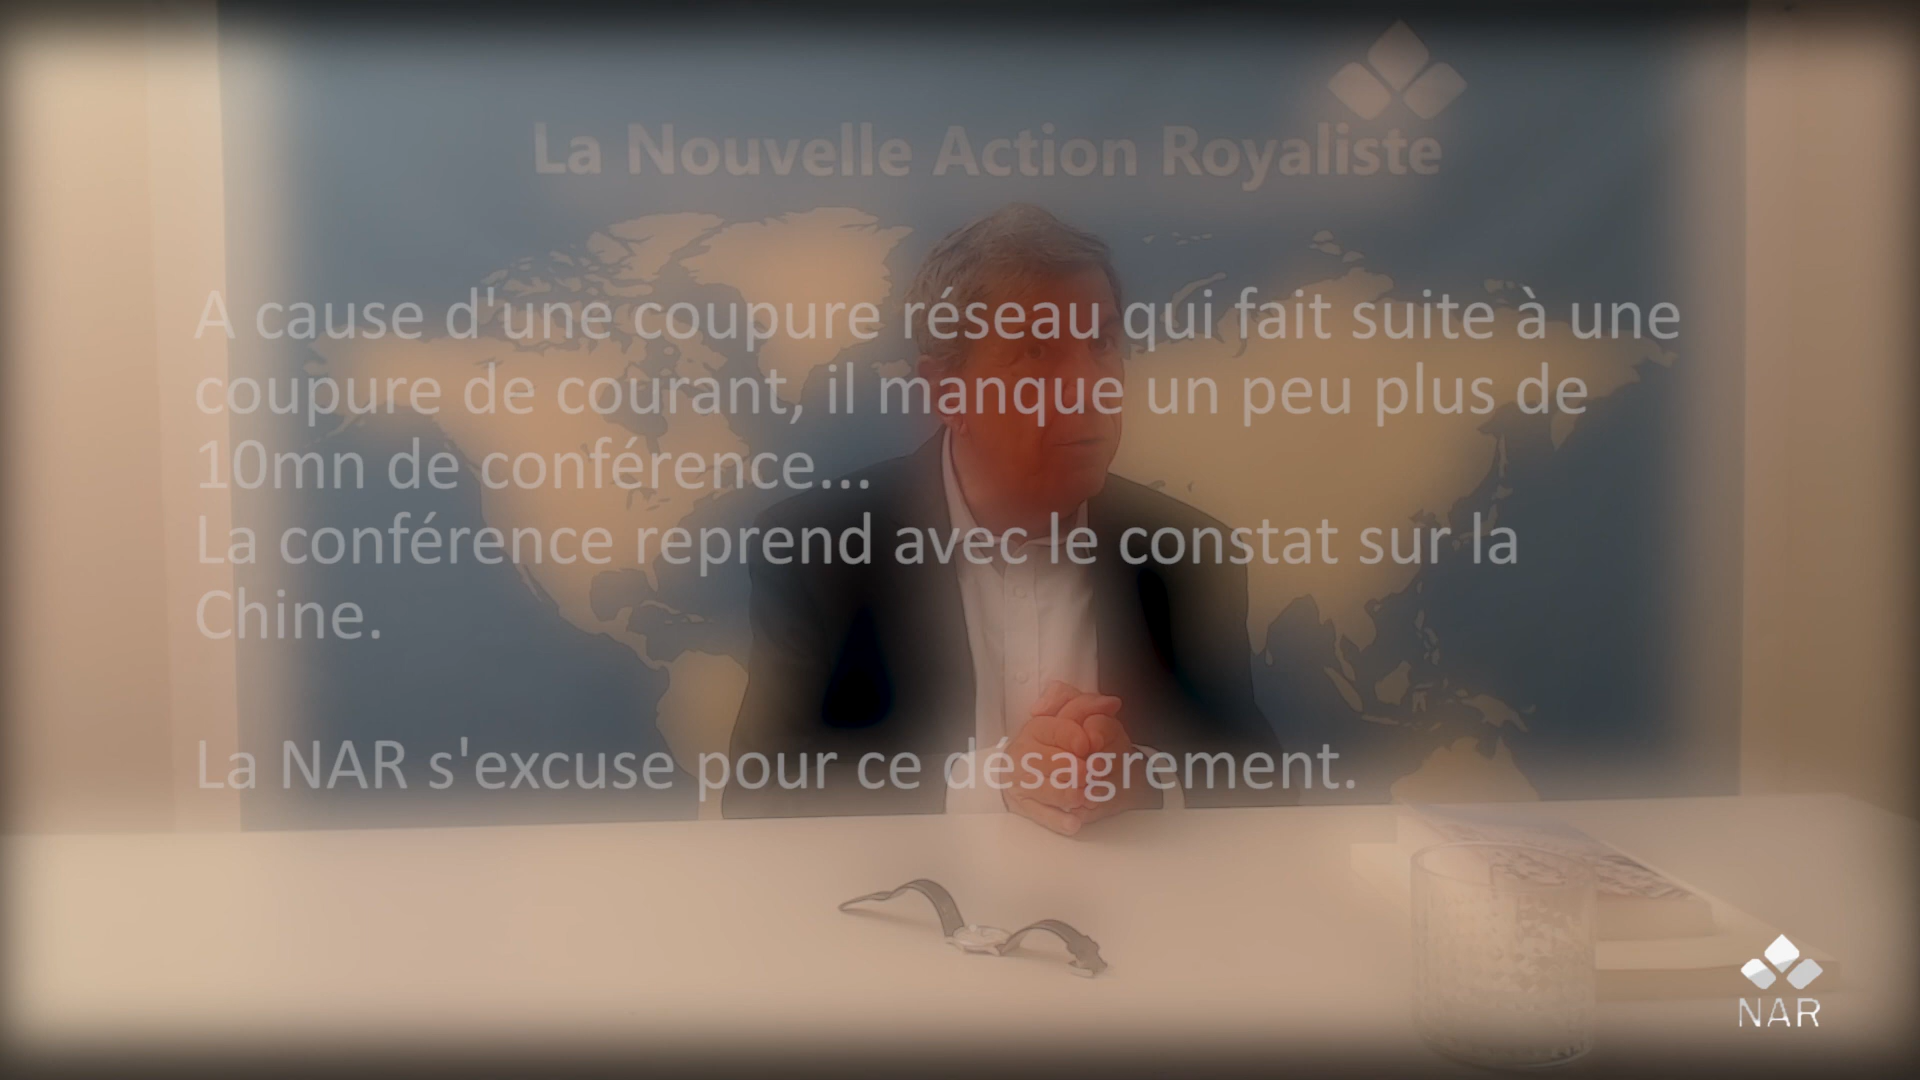 La Nouvelle Action Royaliste
A cause d'une coupure réseau qui fait suite à une
coupure de courant, il manque un peu plus de
10mn de conférence...
La conférence reprend avec le constat sur la
Chine.
La NAR s'excuse pour ce désagrement.
NAR